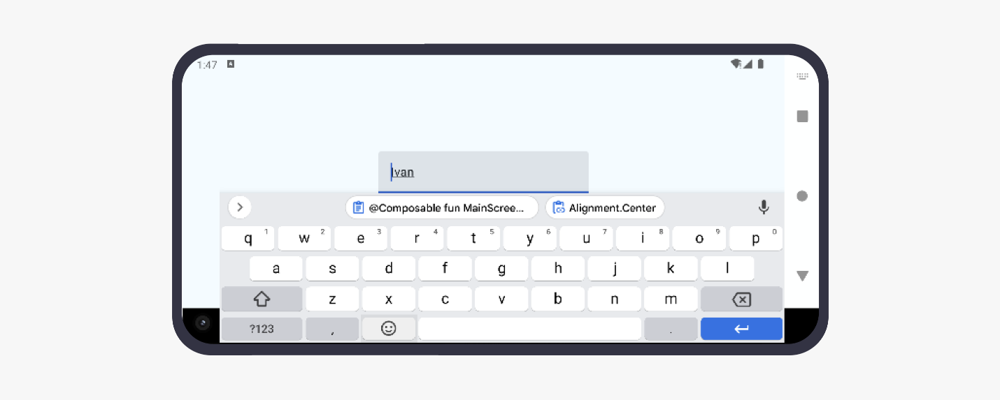 1:47 A
Ivan
@Composable fun MainScree... Alignment.Center
q 1 w 2 e 3 r 4 t 5 y 6 u 7 i 8 o 9 p 0
a s d f g h j k l
z x c v b n m
?123 , .